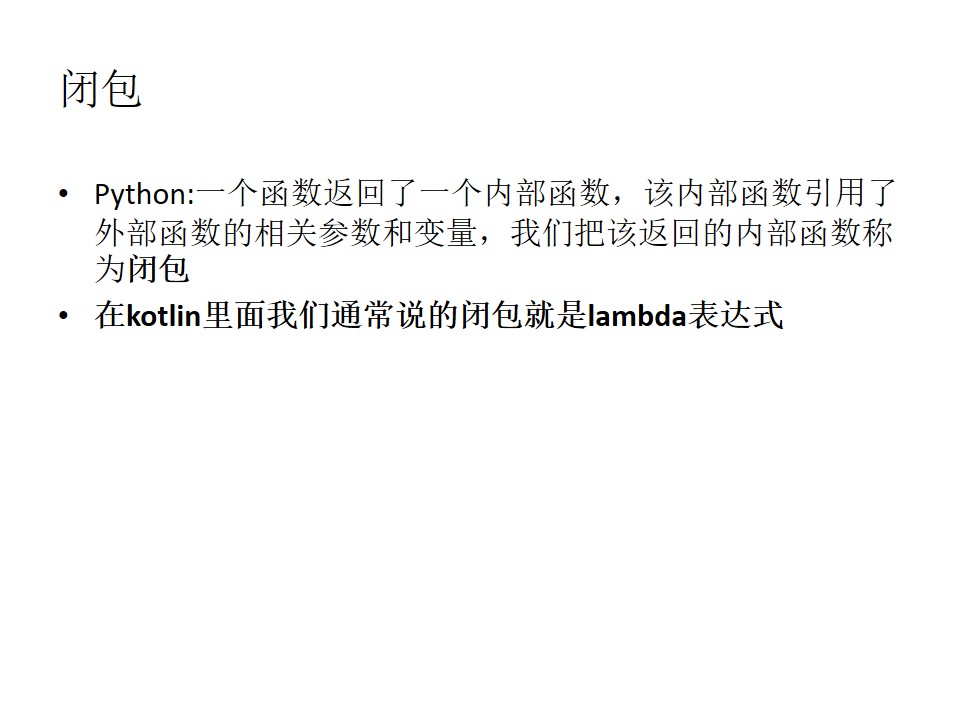 闭包
• Python:一个函数返回了一个内部函数，该内部函数引用了
外部函数的相关参数和变量，我们把该返回的内部函数称
为闭包
• 在kotlin里面我们通常说的闭包就是lambda表达式